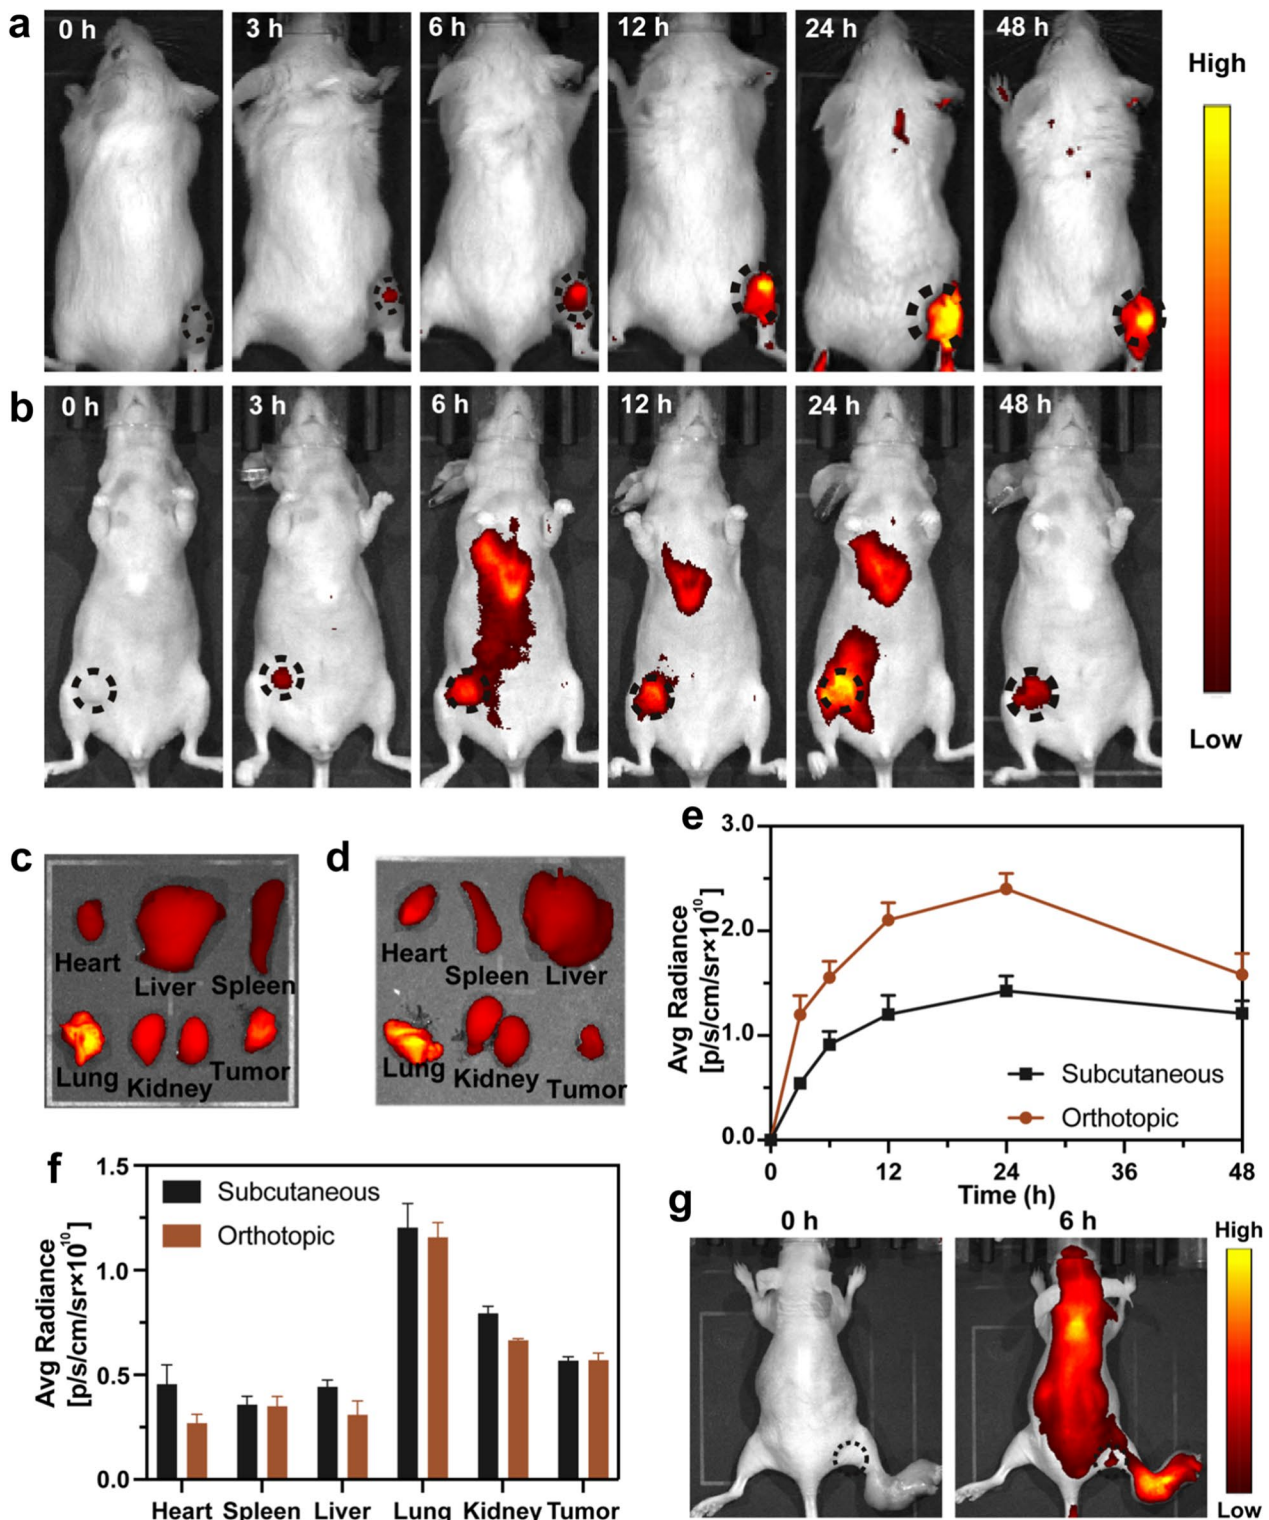 a
0 h
3 h
6 h
12 h
24 h
48 h
High
Low
b
0 h
3 h
6 h
12 h
24 h
48 h
c
Heart
Liver
Spleen
Lung
Kidney
Tumor
d
Heart
Spleen
Liver
Lung
Kidney
Tumor
e
Avg Radiance
[p/s/cm/sr×10¹⁰]
3.0
2.0
1.0
0.0
Subcutaneous
Orthotopic
0 12 24 36 48
Time (h)
f
Avg Radiance
[p/s/cm/sr×10¹⁰]
1.5
1.0
0.5
0.0
Subcutaneous
Orthotopic
Heart Spleen Liver Lung Kidney Tumor
g
0 h
6 h
High
Low